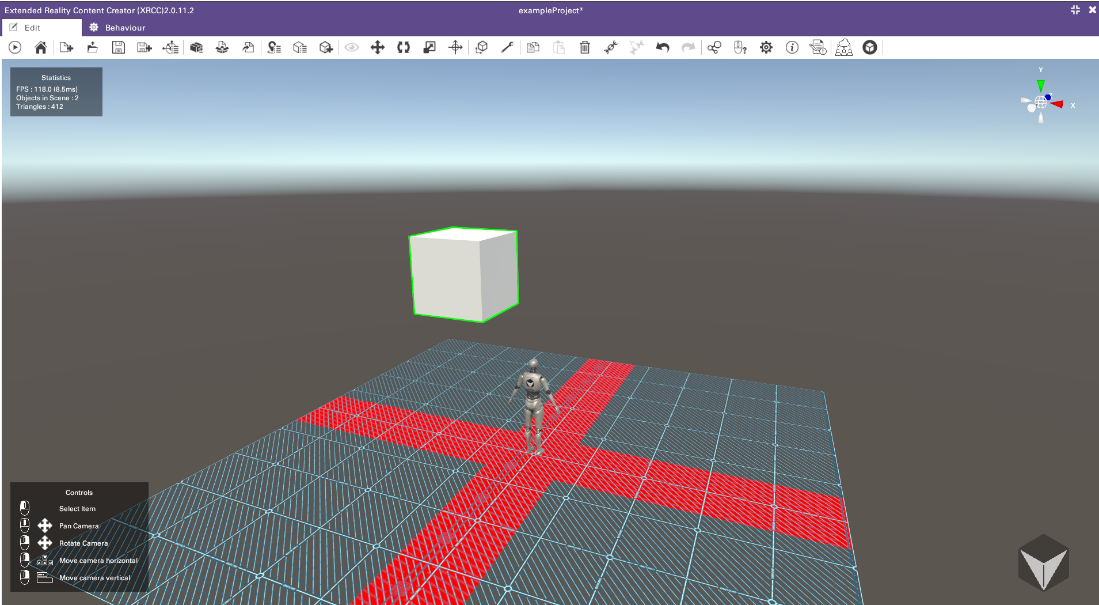 Extended Reality Content Creator (XRCC)2.0.11.2
exampleProject*
Edit
Behaviour
Statistics
FPS : 118.0 (8.5ms)
Objects in Scene : 2
Triangles : 412
Y
X
Controls
Select Item
Pan Camera
Rotate Camera
Move camera horizontal
Move camera vertical